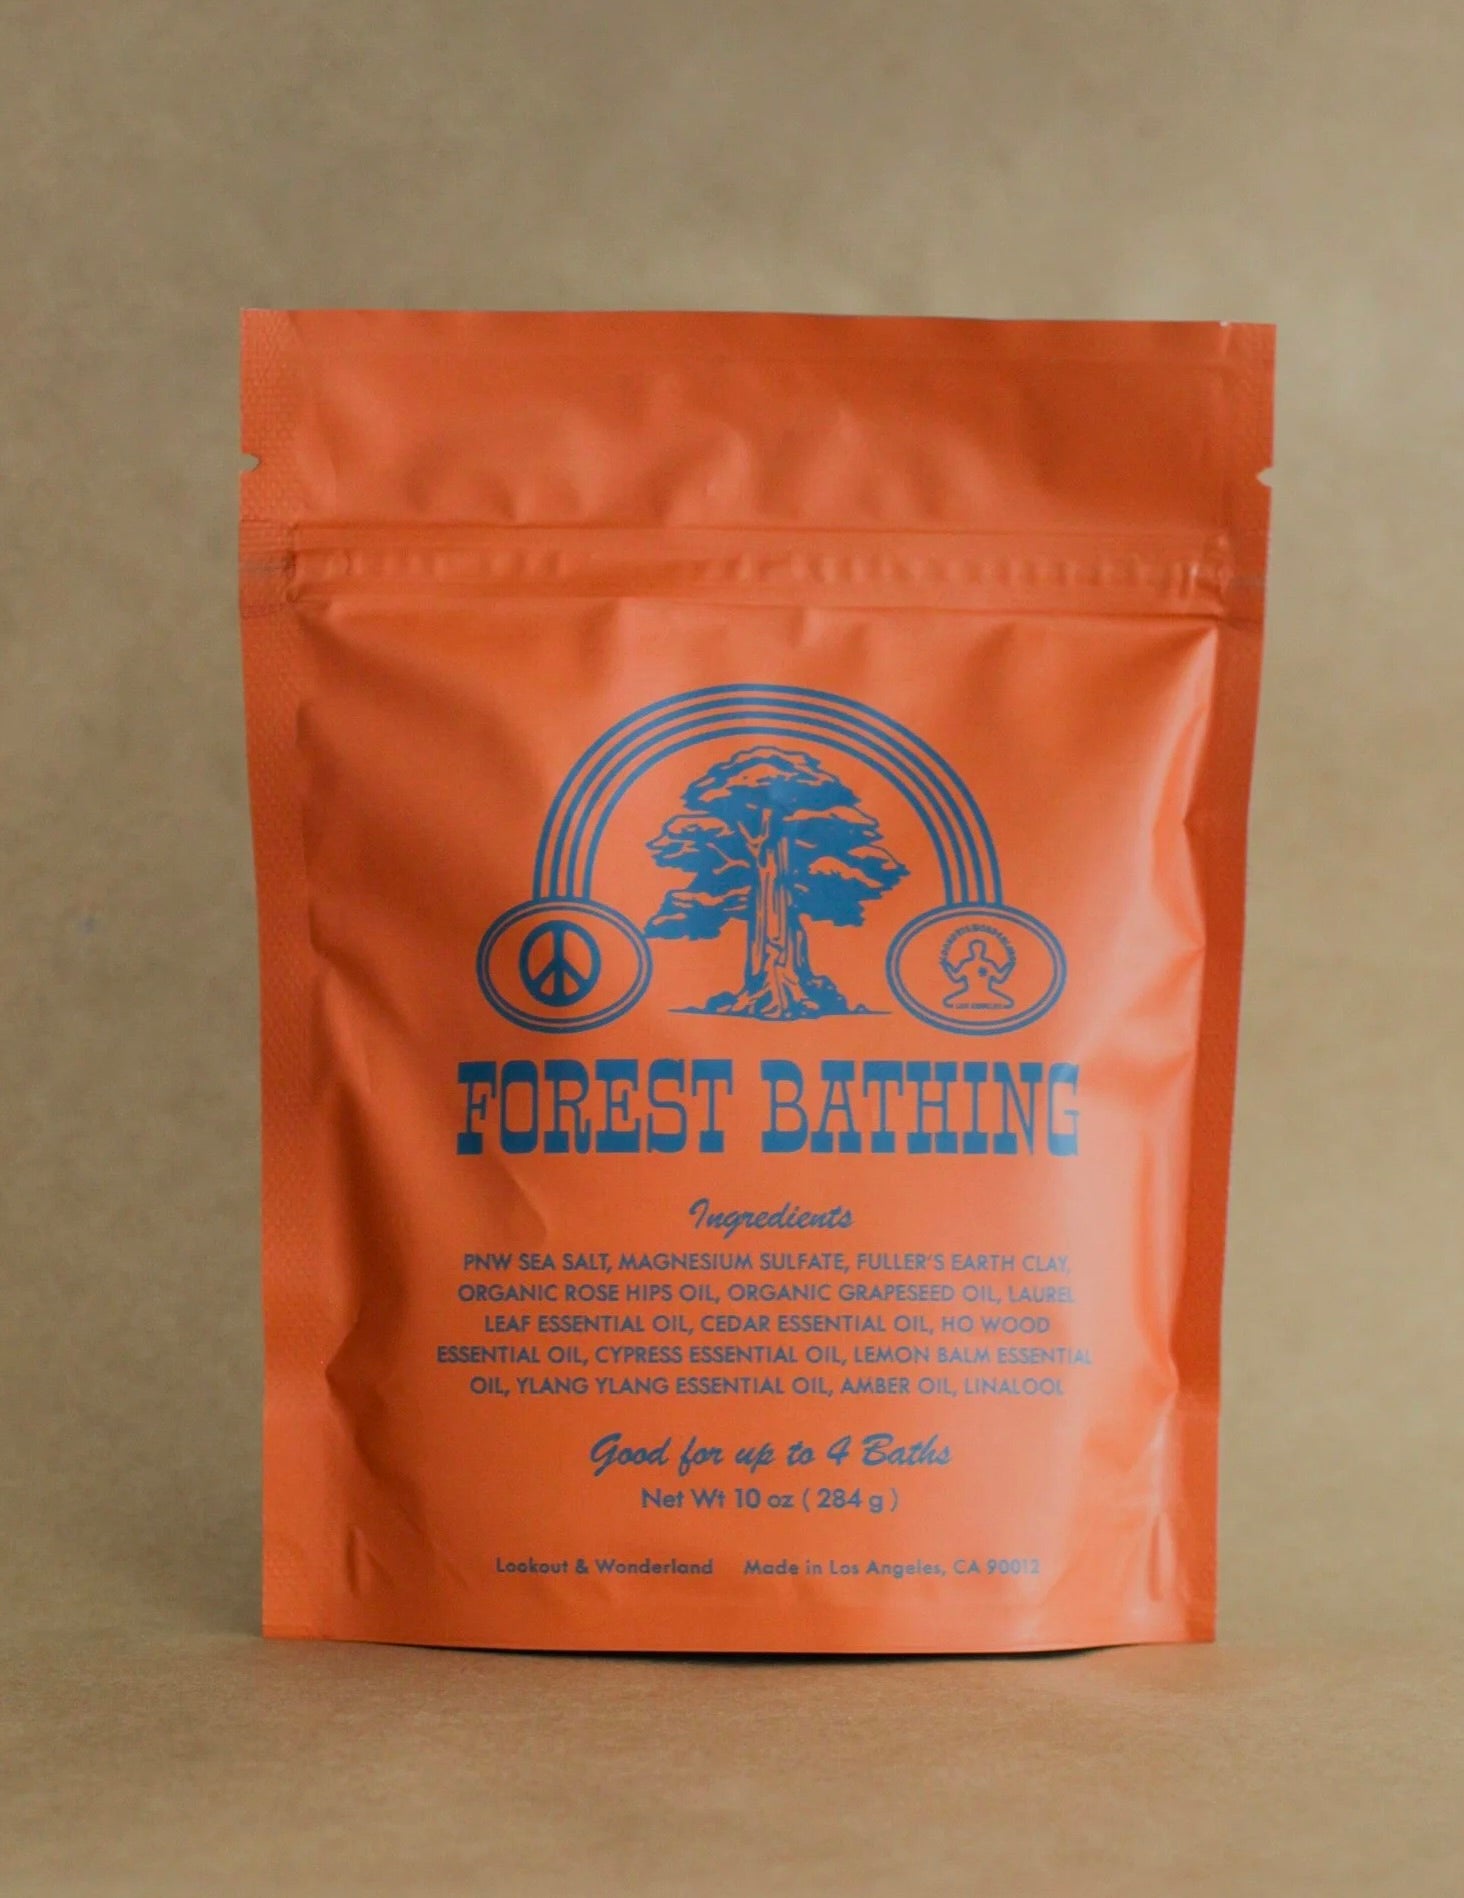 FOREST BATHING
Ingredients
PNW SEA SALT, MAGNESIUM SULFATE, FULLER'S EARTH CLAY,
ORGANIC ROSE HIPS OIL, ORGANIC GRAPESEED OIL, LAUREL
LEAF ESSENTIAL OIL, CEDAR ESSENTIAL OIL, HO WOOD
ESSENTIAL OIL, CYPRESS ESSENTIAL OIL, LEMON BALM ESSENTIAL
OIL, YLANG YLANG ESSENTIAL OIL, AMBER OIL, LINALOOL
Good for up to 4 Baths
Net Wt 10 oz ( 284 g )
Lookout & Wonderland Made in Los Angeles, CA 90012